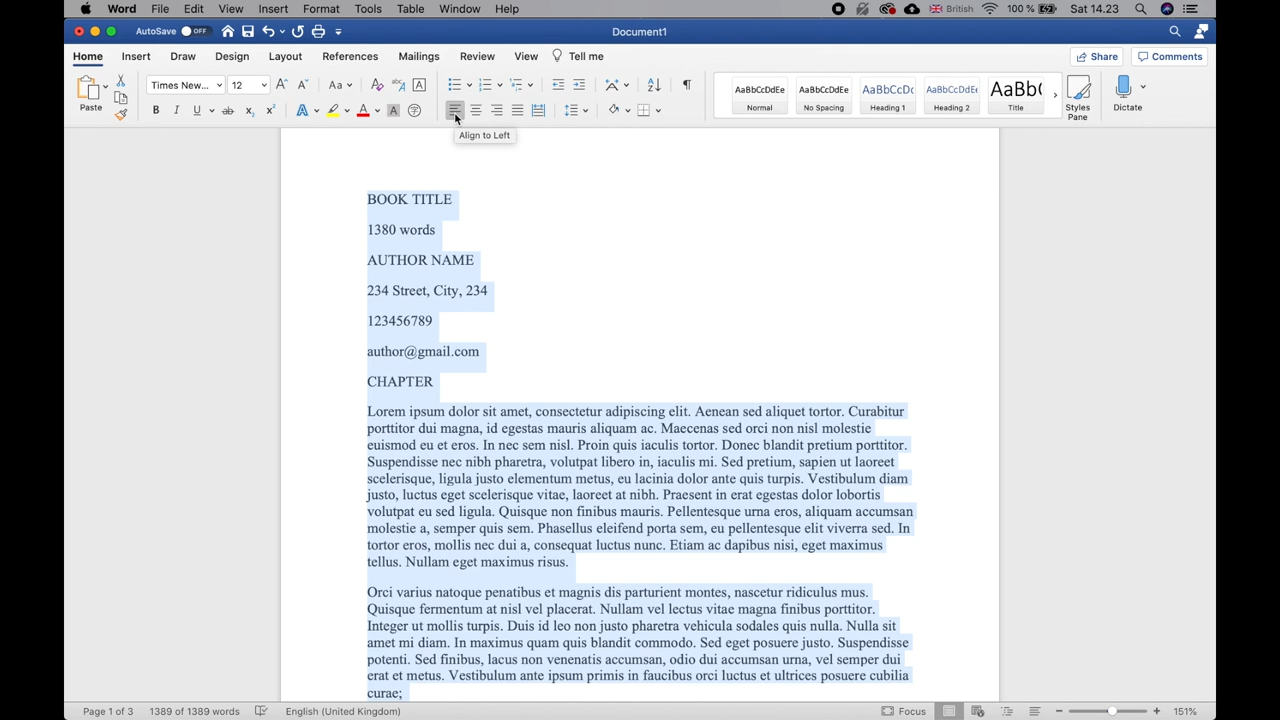 Word File Edit View Insert Format Tools Table Window Help British 100 % Sat 14.23
AutoSave OFF Document1
Home Insert Draw Design Layout References Mailings Review View Tell me Share Comments
Paste Times New... 12 Aa AaBbCcDdEe AaBbCcDdEe AaBbCcDc AaBbCcDdEe AaBb( Styles Pane Dictate
B I U ab X2 X2 A A A Normal No Spacing Heading 1 Heading 2 Title
Align to Left
BOOK TITLE
1380 words
AUTHOR NAME
234 Street, City, 234
123456789
author@gmail.com
CHAPTER
Lorem ipsum dolor sit amet, consectetur adipiscing elit. Aenean sed aliquet tortor. Curabitur
porttitor dui magna, id egestas mauris aliquam ac. Maecenas sed orci non nisl molestie
euismod eu et eros. In nec sem nisl. Proin quis iaculis tortor. Donec blandit pretium porttitor.
Suspendisse nec nibh pharetra, volutpat libero in, iaculis mi. Sed pretium, sapien ut laoreet
scelerisque, ligula justo elementum metus, eu lacinia dolor ante quis turpis. Vestibulum diam
justo, luctus eget scelerisque vitae, laoreet at nibh. Praesent in erat egestas dolor lobortis
volutpat eu sed ligula. Quisque non finibus mauris. Pellentesque urna eros, aliquam accumsan
molestie a, semper quis sem. Phasellus eleifend porta sem, eu pellentesque elit viverra sed. In
tortor eros, mollis nec dui a, consequat luctus nunc. Etiam ac dapibus nisi, eget maximus
tellus. Nullam eget maximus risus.
Orci varius natoque penatibus et magnis dis parturient montes, nascetur ridiculus mus.
Quisque fermentum at nisl vel placerat. Nullam vel lectus vitae magna finibus porttitor.
Integer ut mollis turpis. Duis id leo non justo pharetra vehicula sodales quis nulla. Nulla sit
amet mi diam. In maximus quam quis blandit commodo. Sed eget posuere justo. Suspendisse
potenti. Sed finibus, lacus non venenatis accumsan, odio dui accumsan urna, vel semper dui
erat et metus. Vestibulum ante ipsum primis in faucibus orci luctus et ultrices posuere cubilia
curae;
Page 1 of 3 1389 of 1389 words English (United Kingdom) Focus 151%